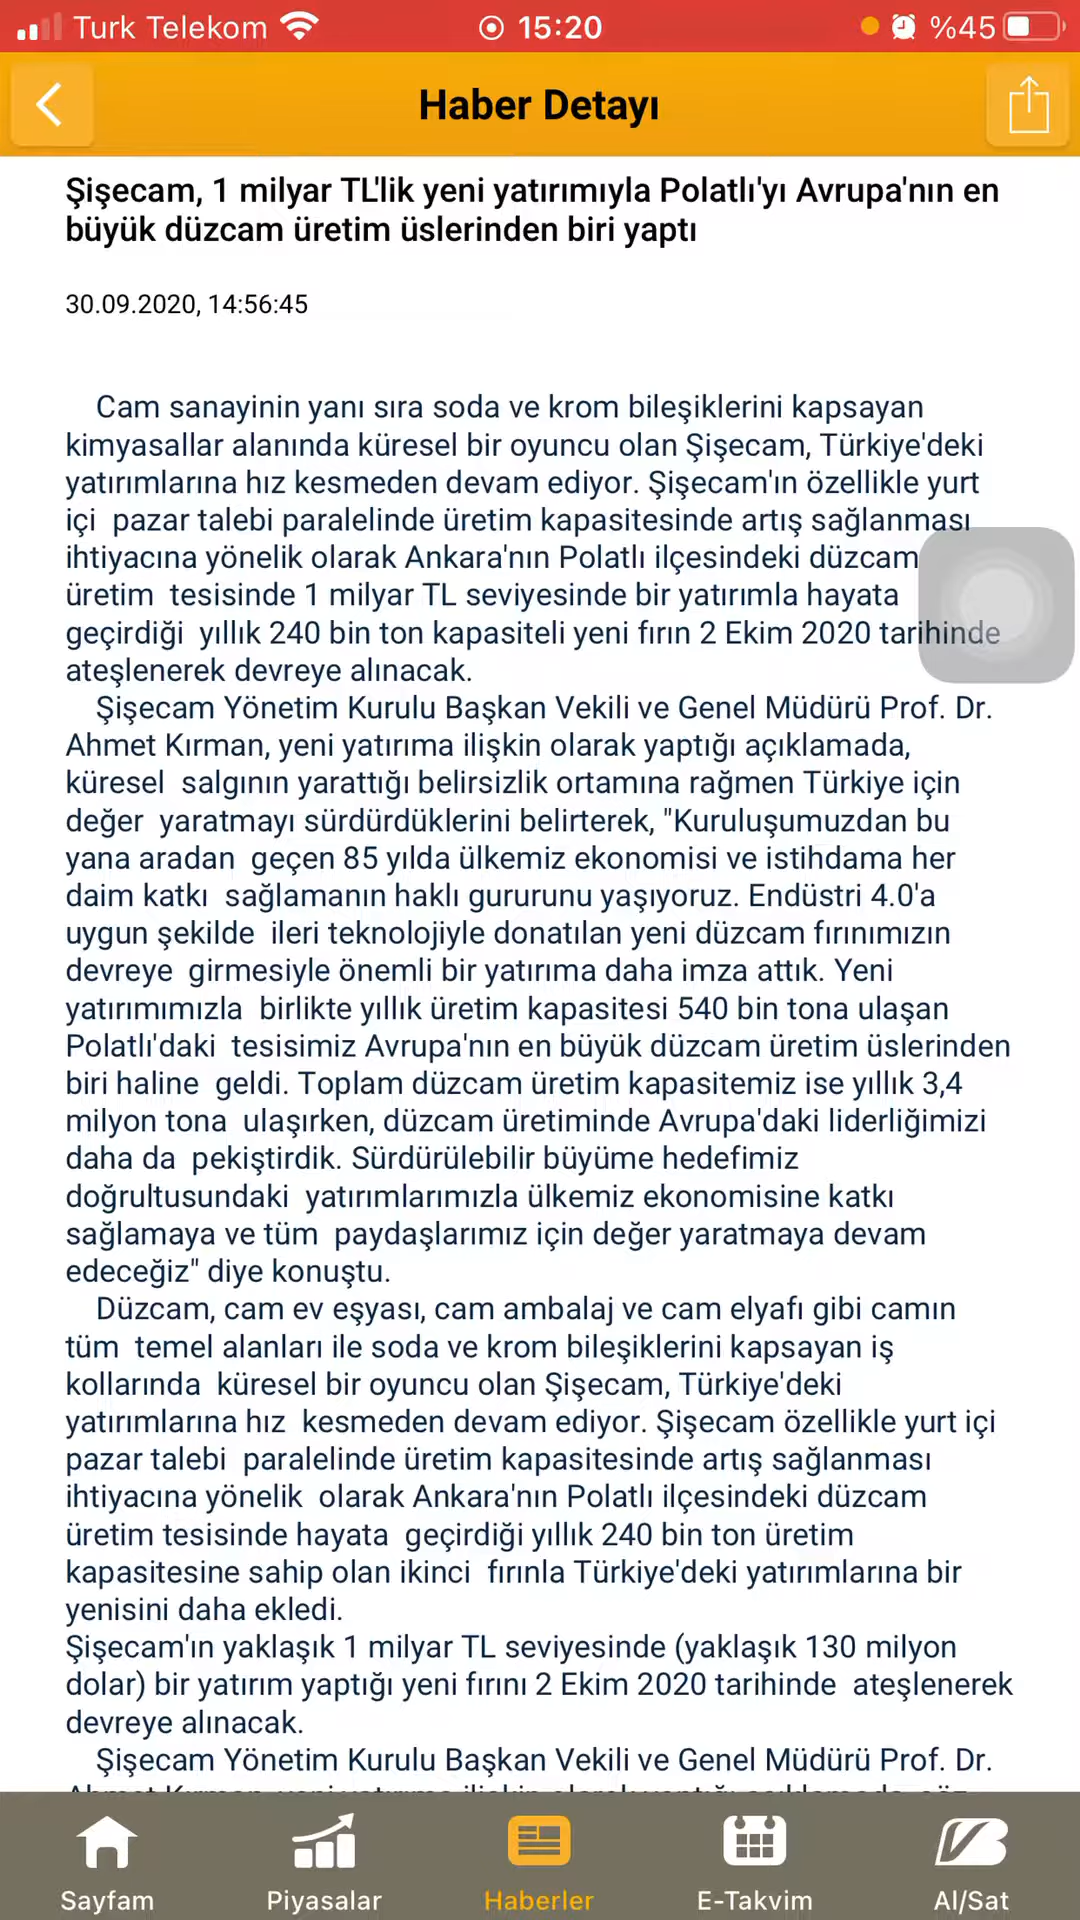 Turk Telekom 15:20 %45
Haber Detayı
Şişecam, 1 milyar TL'lik yeni yatırımıyla Polatlı'yı Avrupa'nın en
büyük düzcam üretim üslerinden biri yaptı
30.09.2020, 14:56:45
Cam sanayinin yanı sıra soda ve krom bileşiklerini kapsayan
kimyasallar alanında küresel bir oyuncu olan Şişecam, Türkiye'deki
yatırımlarına hız kesmeden devam ediyor. Şişecam'ın özellikle yurt
içi pazar talebi paralelinde üretim kapasitesinde artış sağlanması
ihtiyacına yönelik olarak Ankara'nın Polatlı ilçesindeki düzcam
üretim tesisinde 1 milyar TL seviyesinde bir yatırımla hayata
geçirdiği yıllık 240 bin ton kapasiteli yeni fırın 2 Ekim 2020 tarihinde
ateşlenerek devreye alınacak.
Şişecam Yönetim Kurulu Başkan Vekili ve Genel Müdürü Prof. Dr.
Ahmet Kırman, yeni yatırıma ilişkin olarak yaptığı açıklamada,
küresel salgının yarattığı belirsizlik ortamına rağmen Türkiye için
değer yaratmayı sürdürdüklerini belirterek, "Kuruluşumuzdan bu
yana aradan geçen 85 yılda ülkemiz ekonomisi ve istihdama her
daim katkı sağlamanın haklı gururunu yaşıyoruz. Endüstri 4.0'a
uygun şekilde ileri teknolojiyle donatılan yeni düzcam fırınımızın
devreye girmesiyle önemli bir yatırıma daha imza attık. Yeni
yatırımımızla birlikte yıllık üretim kapasitesi 540 bin tona ulaşan
Polatlı'daki tesisimiz Avrupa'nın en büyük düzcam üretim üslerinden
biri haline geldi. Toplam düzcam üretim kapasitemiz ise yıllık 3,4
milyon tona ulaşırken, düzcam üretiminde Avrupa'daki liderliğimizi
daha da pekiştirdik. Sürdürülebilir büyüme hedefimiz
doğrultusundaki yatırımlarımızla ülkemiz ekonomisine katkı
sağlamaya ve tüm paydaşlarımız için değer yaratmaya devam
edeceğiz" diye konuştu.
Düzcam, cam ev eşyası, cam ambalaj ve cam elyafı gibi camın
tüm temel alanları ile soda ve krom bileşiklerini kapsayan iş
kollarında küresel bir oyuncu olan Şişecam, Türkiye'deki
yatırımlarına hız kesmeden devam ediyor. Şişecam özellikle yurt içi
pazar talebi paralelinde üretim kapasitesinde artış sağlanması
ihtiyacına yönelik olarak Ankara'nın Polatlı ilçesindeki düzcam
üretim tesisinde hayata geçirdiği yıllık 240 bin ton üretim
kapasitesine sahip olan ikinci fırınla Türkiye'deki yatırımlarına bir
yenisini daha ekledi.
Şişecam'ın yaklaşık 1 milyar TL seviyesinde (yaklaşık 130 milyon
dolar) bir yatırım yaptığı yeni fırını 2 Ekim 2020 tarihinde ateşlenerek
devreye alınacak.
Şişecam Yönetim Kurulu Başkan Vekili ve Genel Müdürü Prof. Dr.
Ahmet Kırman, yeni yatırıma ilişkin olarak yaptığı açıklamada, söz
Sayfam Piyasalar Haberler E-Takvim Al/Sat